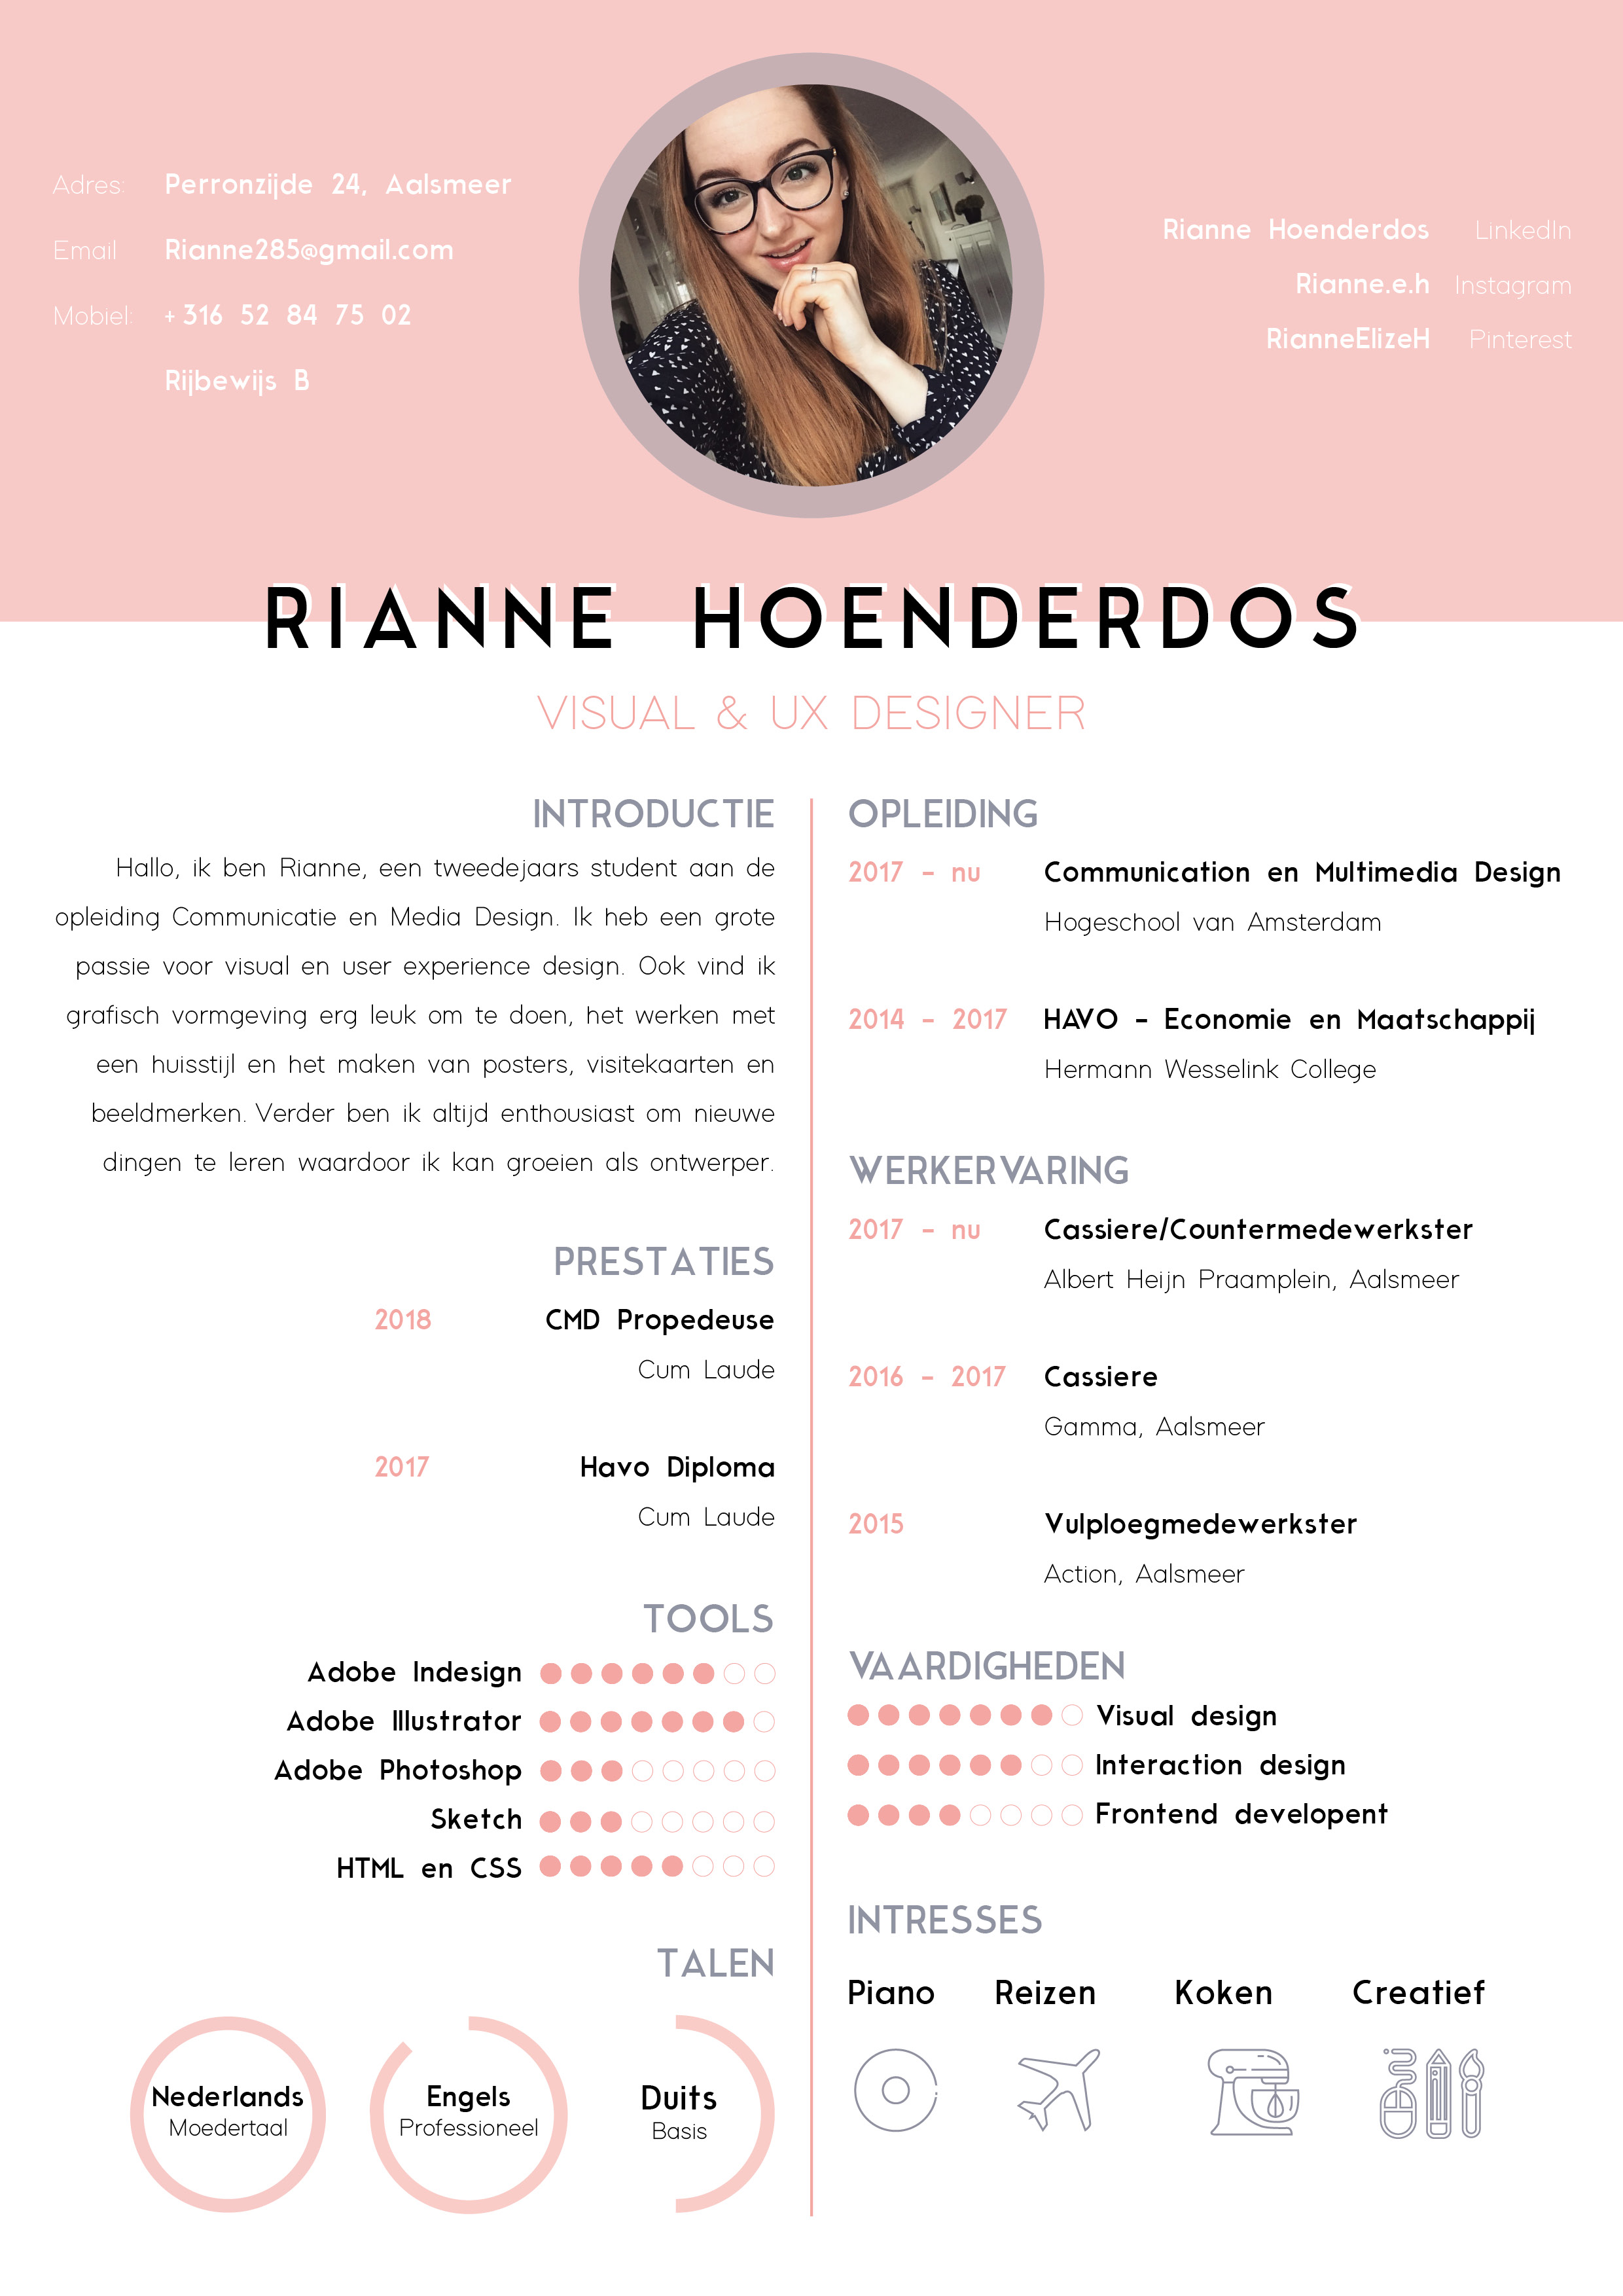 Adres: Perronzijde 24, Aalsmeer
Email Rianne285@gmail.com
Mobiel: + 316 52 84 75 02
Rijbewijs B
Rianne Hoenderdos LinkedIn
Rianne.e.h Instagram
RianneElizeH Pinterest
RIANNE HOENDERDOS
VISUAL & UX DESIGNER
INTRODUCTIE
Hallo, ik ben Rianne, een tweedejaars student aan de
opleiding Communicatie en Media Design. Ik heb een grote
passie voor visual en user experience design. Ook vind ik
grafisch vormgeving erg leuk om te doen, het werken met
een huisstijl en het maken van posters, visitekaarten en
beeldmerken. Verder ben ik altijd enthousiast om nieuwe
dingen te leren waardoor ik kan groeien als ontwerper.
PRESTATIES
2018 CMD Propedeuse
Cum Laude
2017 Havo Diploma
Cum Laude
TOOLS
Adobe Indesign
Adobe Illustrator
Adobe Photoshop
Sketch
HTML en CSS
TALEN
Nederlands
Moedertaal
Engels
Professioneel
Duits
Basis
OPLEIDING
2017 - nu Communication en Multimedia Design
Hogeschool van Amsterdam
2014 - 2017 HAVO - Economie en Maatschappij
Hermann Wesselink College
WERKERVARING
2017 - nu Cassiere/Countermedewerkster
Albert Heijn Praamplein, Aalsmeer
2016 - 2017 Cassiere
Gamma, Aalsmeer
2015 Vulploegmedewerkster
Action, Aalsmeer
VAARDIGHEDEN
Visual design
Interaction design
Frontend developent
INTRESSES
Piano Reizen Koken Creatief